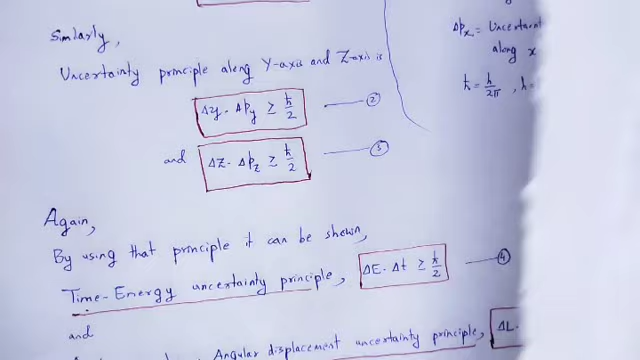 Similarly,
Uncertainty principle along Y-axis and Z-axis is
Δy · Δpy ≥ ħ/2 ②
and Δz · Δpz ≥ ħ/2 ③
Δpx = Uncertaint
along x
ħ = h/2π , h =
Again,
By using that principle it can be shown,
Time-Energy uncertainty principle, ΔE · Δt ≥ ħ/2 ④
and
Angular displacement uncertainty principle, ΔL ·